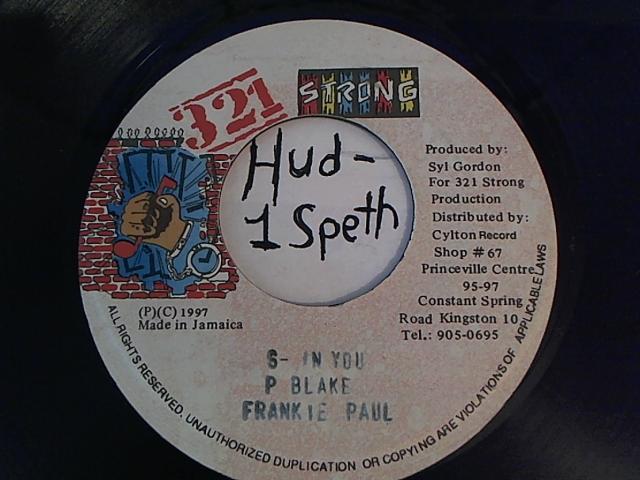 321 STRONG
Hud-
1 Speth
Produced by:
Syl Gordon
For 321 Strong
Production
Distributed by:
Cylton Record
Shop # 67
Princeville Centre
95-97
Constant Spring
Road Kingston 10
Tel.: 905-0695
(P)(C) 1997
Made in Jamaica
S- IN YOU
P BLAKE
FRANKIE PAUL
ALL RIGHTS RESERVED. UNAUTHORIZED DUPLICATION OR COPYING ARE VIOLATIONS OF APPLICABLE LAWS